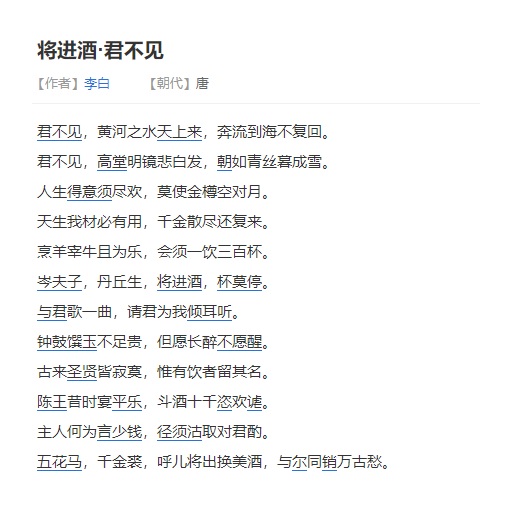 将进酒·君不见
【作者】李白 【朝代】唐
君不见，黄河之水天上来，奔流到海不复回。
君不见，高堂明镜悲白发，朝如青丝暮成雪。
人生得意须尽欢，莫使金樽空对月。
天生我材必有用，千金散尽还复来。
烹羊宰牛且为乐，会须一饮三百杯。
岑夫子，丹丘生，将进酒，杯莫停。
与君歌一曲，请君为我倾耳听。
钟鼓馔玉不足贵，但愿长醉不愿醒。
古来圣贤皆寂寞，惟有饮者留其名。
陈王昔时宴平乐，斗酒十千恣欢谑。
主人何为言少钱，径须沽取对君酌。
五花马，千金裘，呼儿将出换美酒，与尔同销万古愁。